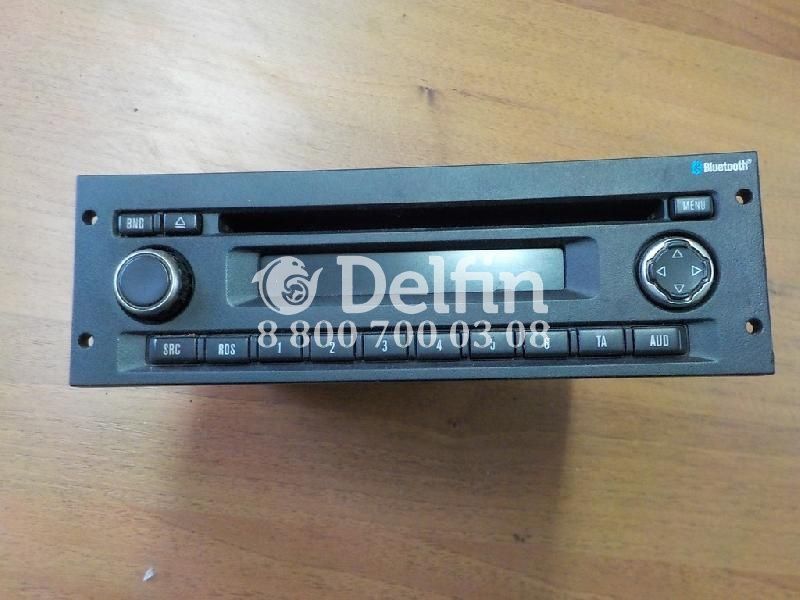 Bluetooth®
BND
MENU
Delfin
8 800 700 03 08
SRC RDS 1 2 3 4 5 6 TA AUD